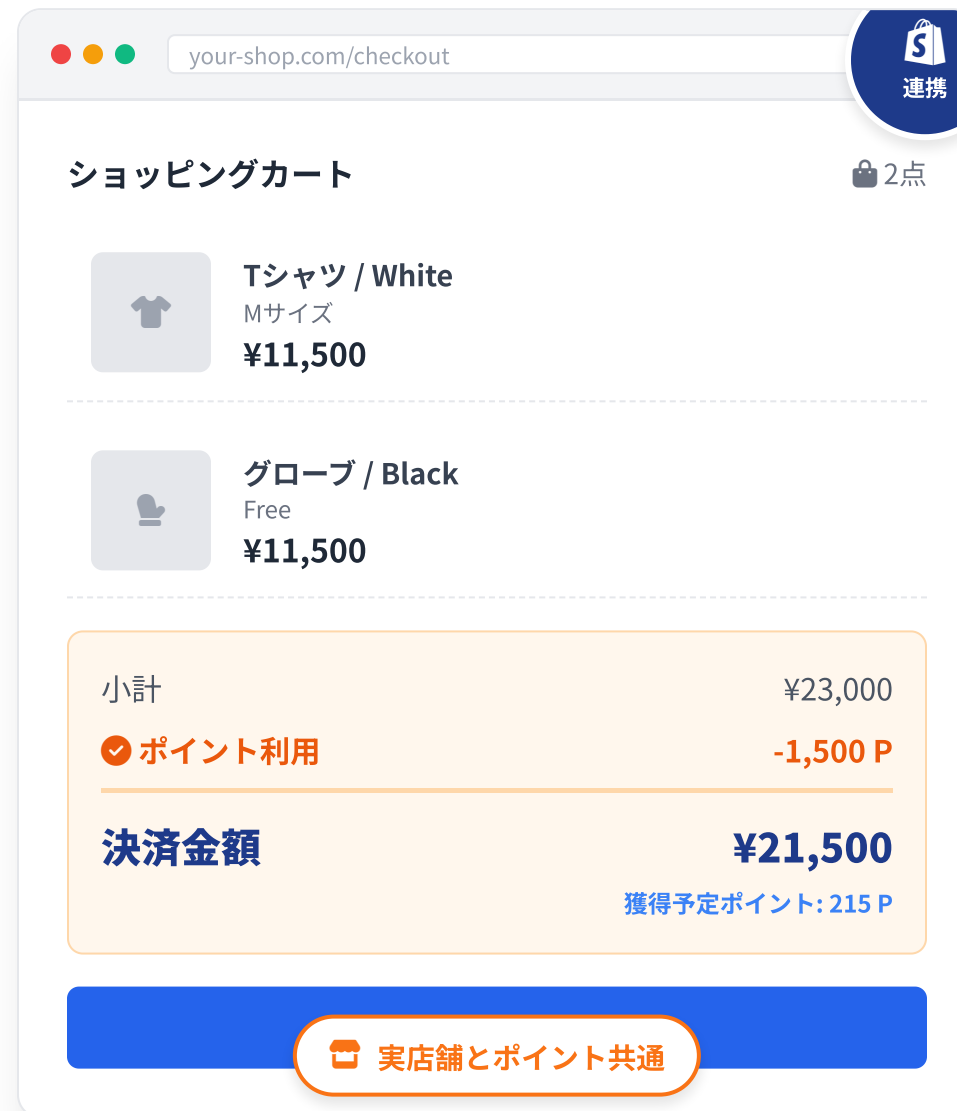 your-shop.com/checkout
連携
ショッピングカート
2点
Tシャツ / White
Mサイズ
¥11,500
グローブ / Black
Free
¥11,500
小計
¥23,000
ポイント利用
-1,500 P
決済金額
¥21,500
獲得予定ポイント: 215 P
実店舗とポイント共通